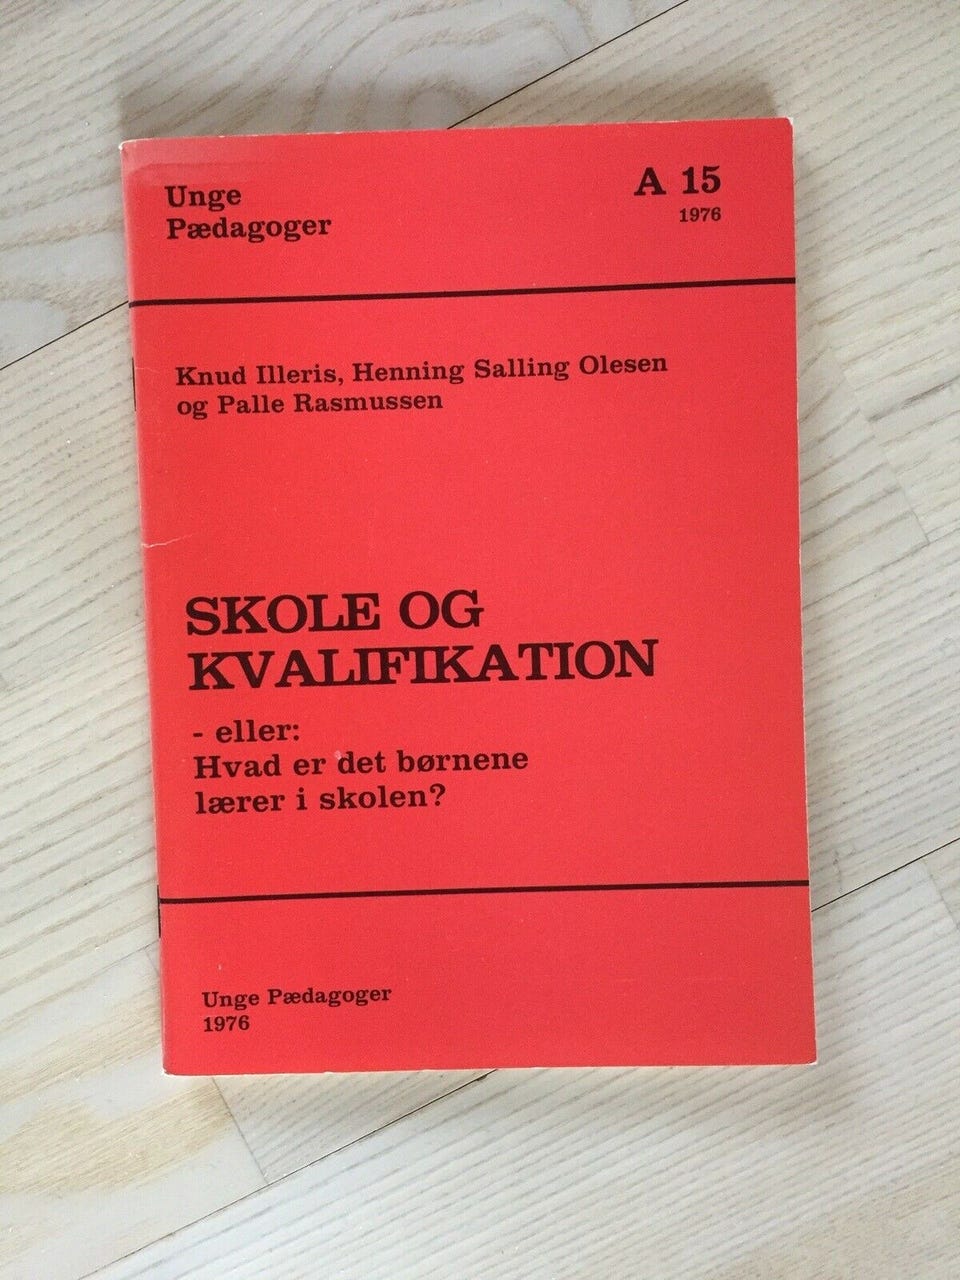 Unge
Pædagoger
A 15
1976
Knud Illeris, Henning Salling Olesen
og Palle Rasmussen
SKOLE OG
KVALIFIKATION
- eller:
Hvad er det børnene
lærer i skolen?
Unge Pædagoger
1976